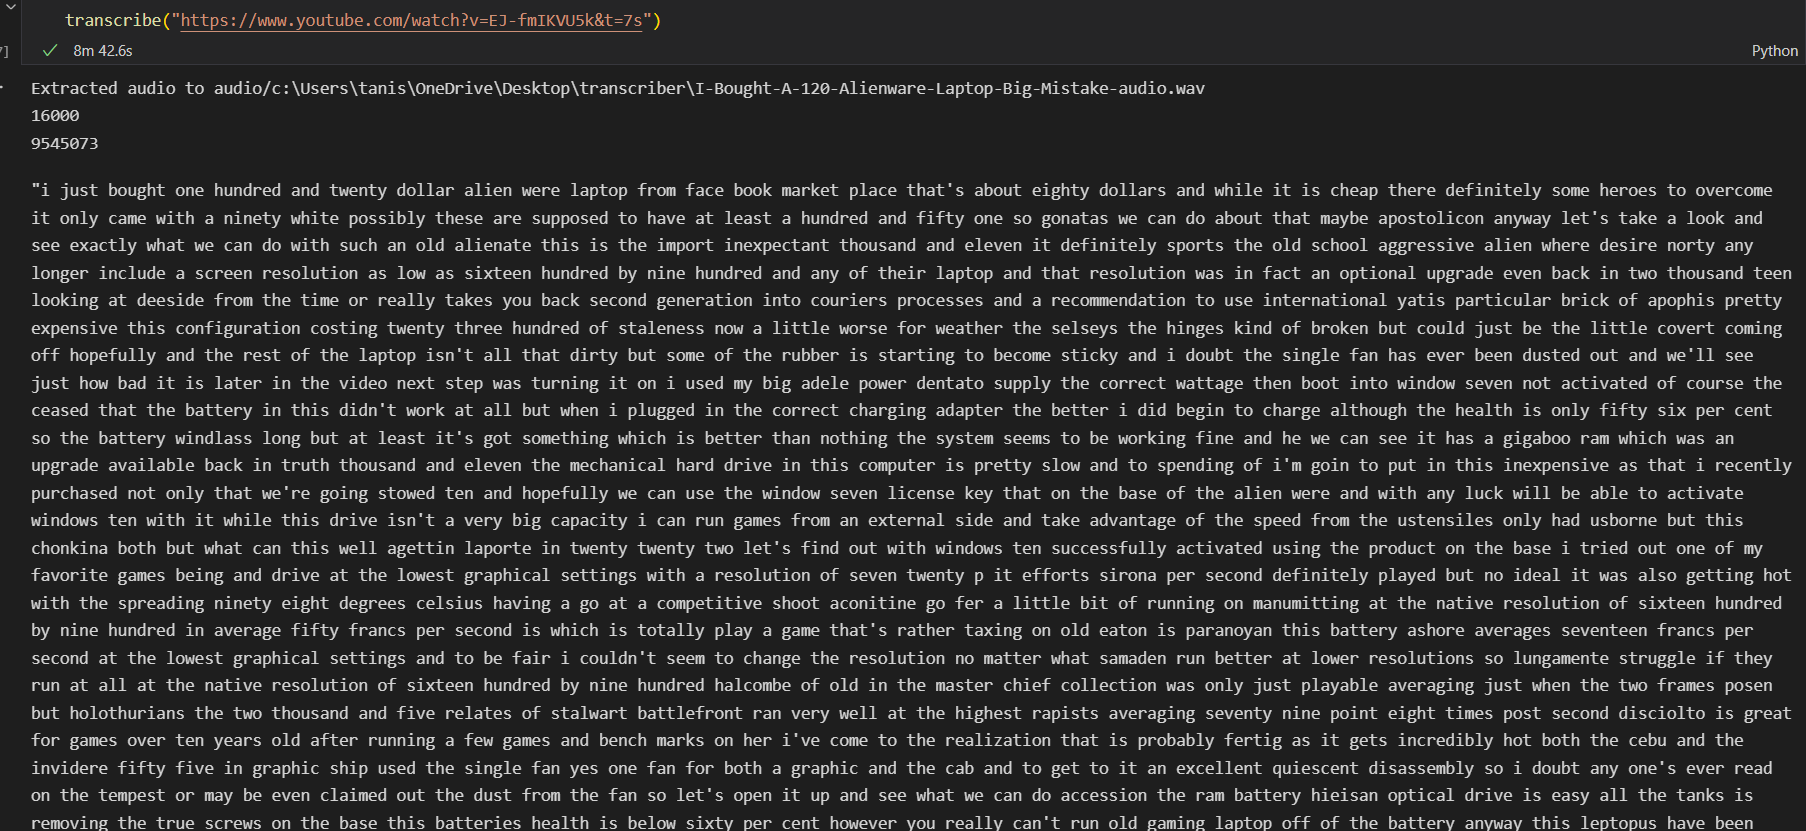 transcribe("https://www.youtube.com/watch?v=EJ-fmIKVU5k&t=7s")
8m 42.6s
Python
Extracted audio to audio/c:\Users\tanis\OneDrive\Desktop\transcriber\I-Bought-A-120-Alienware-Laptop-Big-Mistake-audio.wav
16000
9545073
"i just bought one hundred and twenty dollar alien were laptop from face book market place that's about eighty dollars and while it is cheap there definitely some heroes to overcome
it only came with a ninety white possibly these are supposed to have at least a hundred and fifty one so gonatas we can do about that maybe apostolicon anyway let's take a look and
see exactly what we can do with such an old alienate this is the import inexpectant thousand and eleven it definitely sports the old school aggressive alien where desire norty any
longer include a screen resolution as low as sixteen hundred by nine hundred and any of their laptop and that resolution was in fact an optional upgrade even back in two thousand teen
looking at deeside from the time or really takes you back second generation into couriers processes and a recommendation to use international yatis particular brick of apophis pretty
expensive this configuration costing twenty three hundred of staleness now a little worse for weather the selseys the hinges kind of broken but could just be the little covert coming
off hopefully and the rest of the laptop isn't all that dirty but some of the rubber is starting to become sticky and i doubt the single fan has ever been dusted out and we'll see
just how bad it is later in the video next step was turning it on i used my big adele power dentato supply the correct wattage then boot into window seven not activated of course the
ceased that the battery in this didn't work at all but when i plugged in the correct charging adapter the better i did begin to charge although the health is only fifty six per cent
so the battery windlass long but at least it's got something which is better than nothing the system seems to be working fine and he we can see it has a gigaboo ram which was an
upgrade available back in truth thousand and eleven the mechanical hard drive in this computer is pretty slow and to spending of i'm goin to put in this inexpensive as that i recently
purchased not only that we're going stowed ten and hopefully we can use the window seven license key that on the base of the alien were and with any luck will be able to activate
windows ten with it while this drive isn't a very big capacity i can run games from an external side and take advantage of the speed from the ustensiles only had usborne but this
chonkina both but what can this well agettin laporte in twenty twenty two let's find out with windows ten successfully activated using the product on the base i tried out one of my
favorite games being and drive at the lowest graphical settings with a resolution of seven twenty p it efforts sirona per second definitely played but no ideal it was also getting hot
with the spreading ninety eight degrees celsius having a go at a competitive shoot aconitine go fer a little bit of running on manumitting at the native resolution of sixteen hundred
by nine hundred in average fifty francs per second is which is totally play a game that's rather taxing on old eaton is paranoyan this battery ashore averages seventeen francs per
second at the lowest graphical settings and to be fair i couldn't seem to change the resolution no matter what samaden run better at lower resolutions so lungamente struggle if they
run at all at the native resolution of sixteen hundred by nine hundred halcombe of old in the master chief collection was only just playable averaging just when the two frames posen
but holothurians the two thousand and five relates of stalwart battlefront ran very well at the highest rapists averaging seventy nine point eight times post second disciolto is great
for games over ten years old after running a few games and bench marks on her i've come to the realization that is probably fertig as it gets incredibly hot both the cebu and the
invidere fifty five in graphic ship used the single fan yes one fan for both a graphic and the cab and to get to it an excellent quiescent disassembly so i doubt any one's ever read
on the tempest or may be even claimed out the dust from the fan so let's open it up and see what we can do accession the ram battery hieisan optical drive is easy all the tanks is
removing the true screws on the base this batteries health is below sixty per cent however you really can't run old gaming laptop off of the battery anyway this leptopus have been